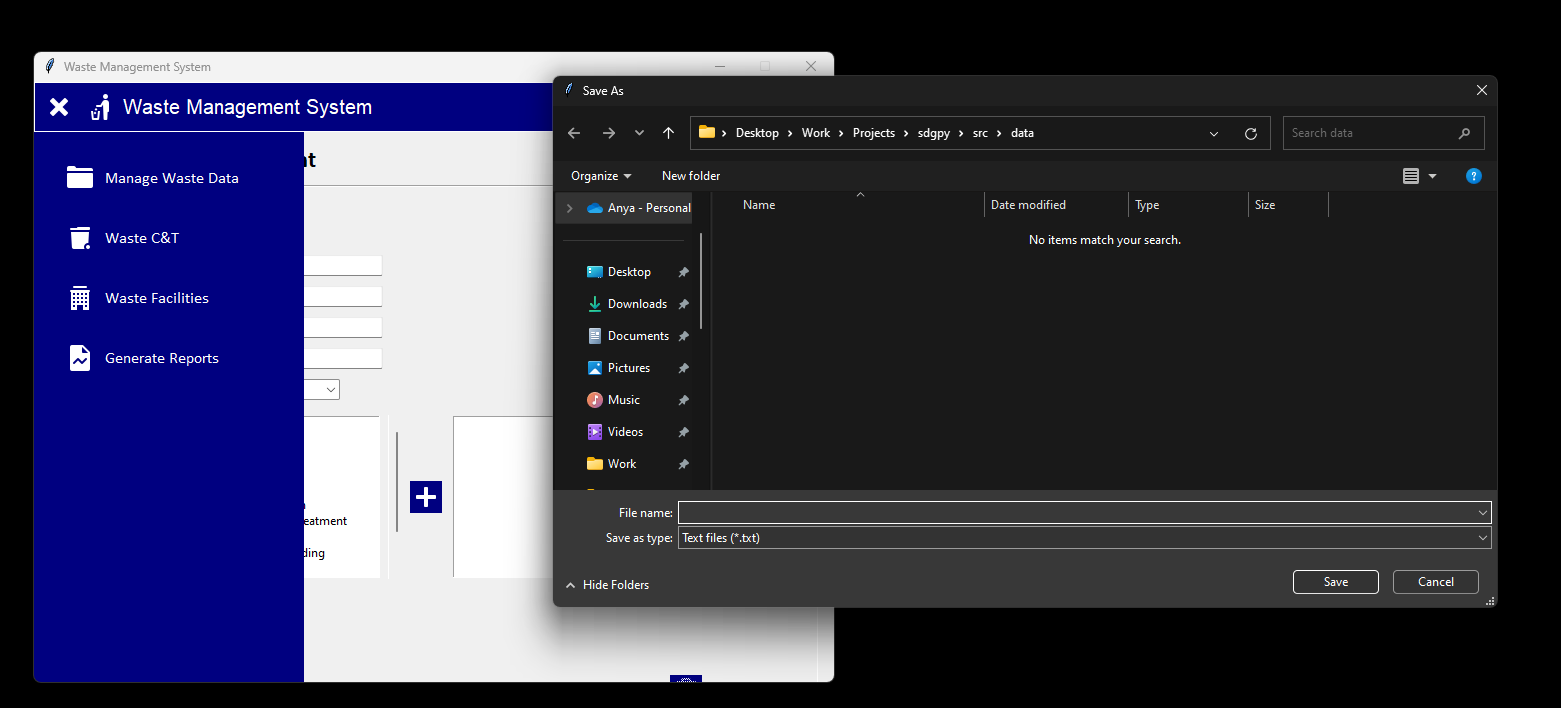 Waste Management System
Waste Management System
Manage Waste Data
Waste C&T
Waste Facilities
Generate Reports
nt
eatment
ding
Save As
Desktop > Work > Projects > sdgpy > src > data
Search data
Organize
New folder
Anya - Personal
Desktop
Downloads
Documents
Pictures
Music
Videos
Work
Name Date modified Type Size
No items match your search.
File name:
Save as type: Text files (*.txt)
Hide Folders
Save
Cancel